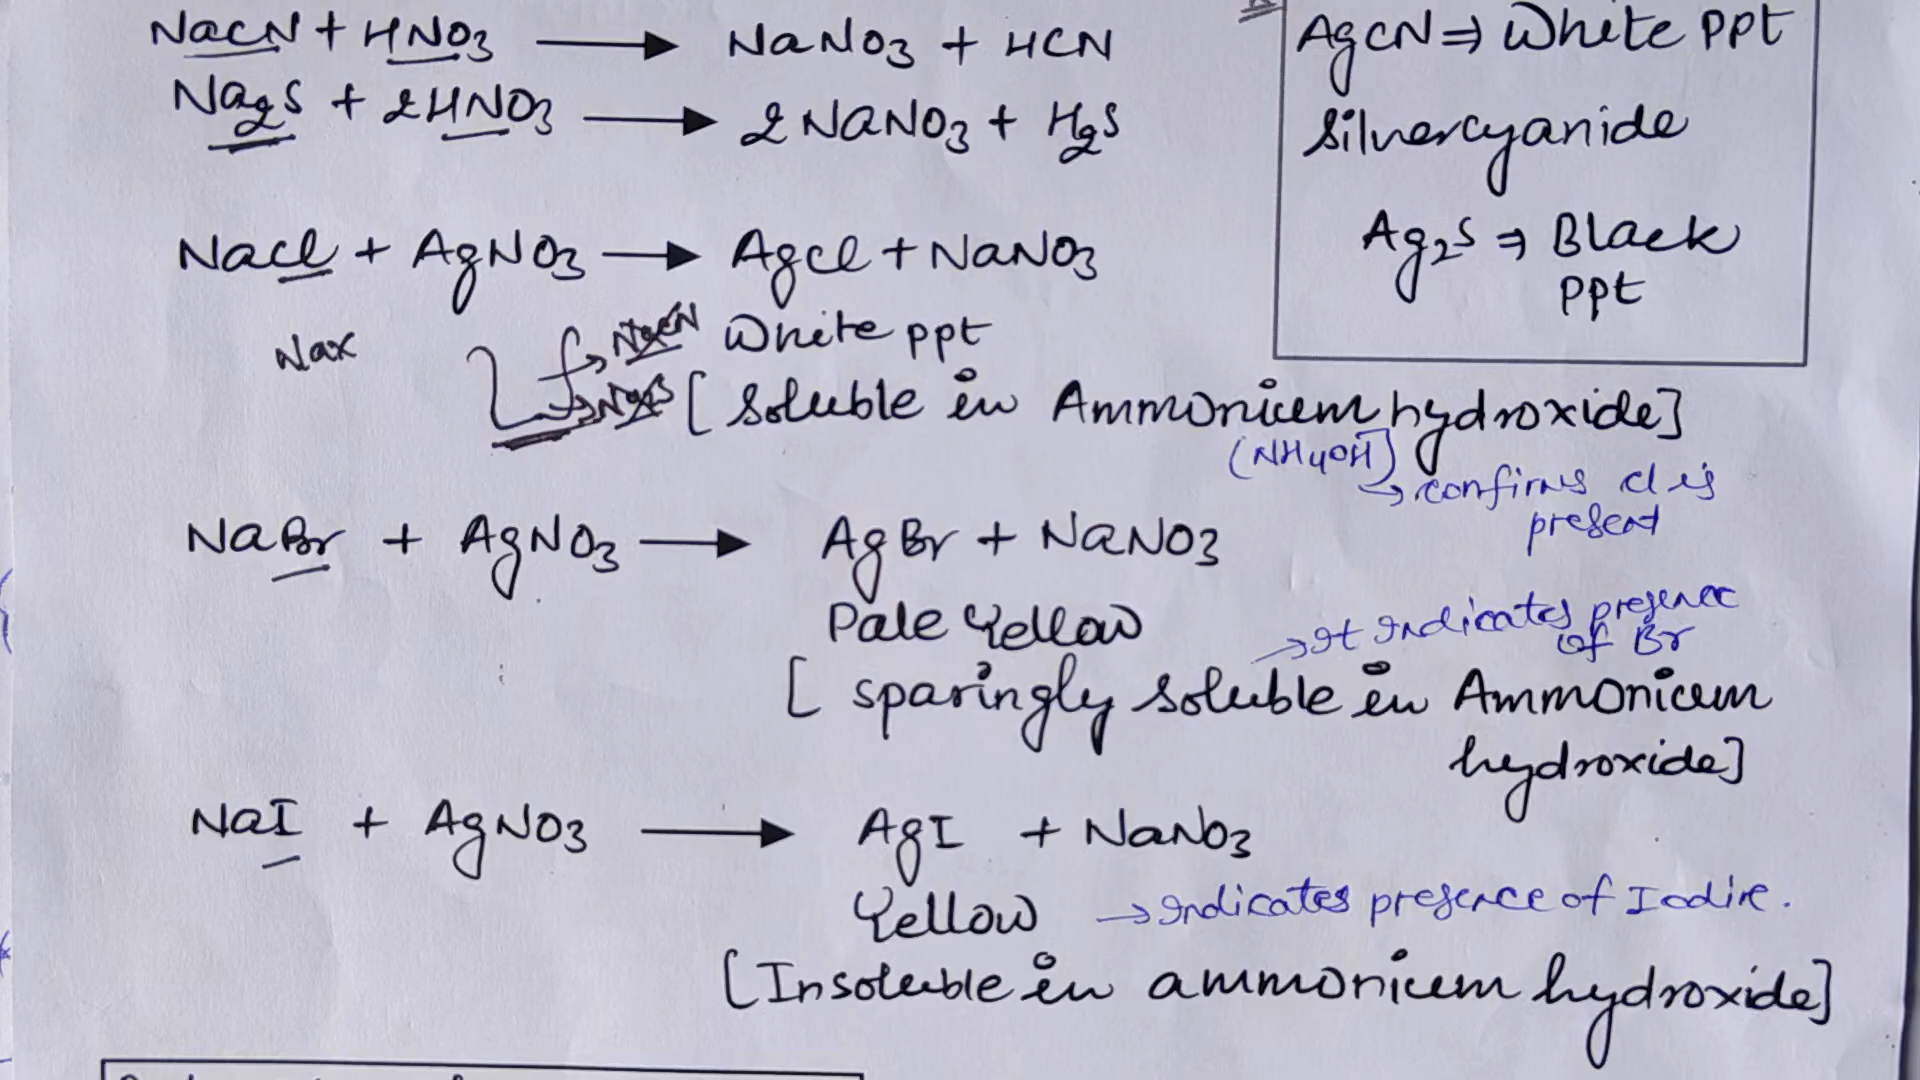 NaCN + HNO3 → NaNO3 + HCN
Na2S + 2HNO3 → 2NaNO3 + H2S
AgCN ⇒ White ppt
silvercyanide
Ag2S ⇒ Black
ppt
NaCl + AgNO3 → AgCl + NaNO3
NaX
NaCN
Na2S
White ppt
[Soluble in Ammonium hydroxide]
(NH4OH)
→ confirms Cl is
present
NaBr + AgNO3 → AgBr + NaNO3
Pale Yellow
→ It Indicates presence
of Br
[sparingly soluble in Ammonium
hydroxide]
NaI + AgNO3 → AgI + NaNO3
Yellow → Indicates presence of Iodine.
[Insoluble in ammonium hydroxide]